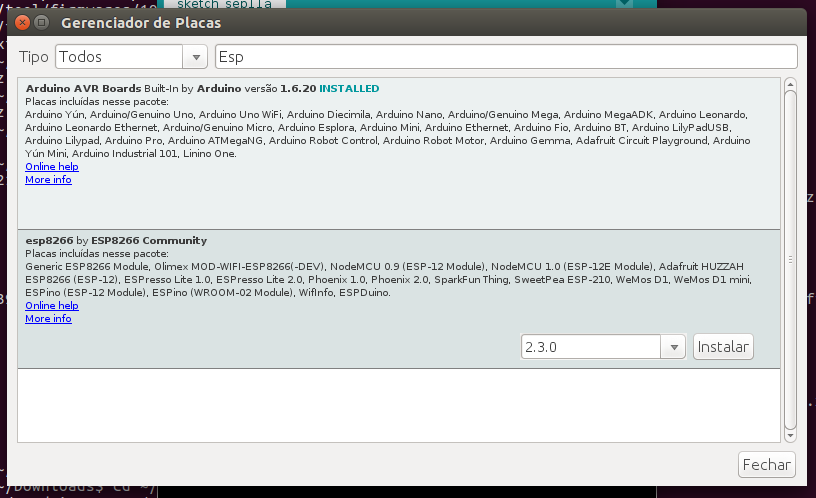 sketch_sep11a
Gerenciador de Placas
Tipo Todos Esp
Arduino AVR Boards Built-In by Arduino versão 1.6.20 INSTALLED
Placas incluídas nesse pacote:
Arduino Yún, Arduino/Genuino Uno, Arduino Uno WiFi, Arduino Diecimila, Arduino Nano, Arduino/Genuino Mega, Arduino MegaADK, Arduino Leonardo,
Arduino Leonardo Ethernet, Arduino/Genuino Micro, Arduino Esplora, Arduino Mini, Arduino Ethernet, Arduino Fio, Arduino BT, Arduino LilyPadUSB,
Arduino Lilypad, Arduino Pro, Arduino ATMegaNG, Arduino Robot Control, Arduino Robot Motor, Arduino Gemma, Adafruit Circuit Playground, Arduino
Yún Mini, Arduino Industrial 101, Linino One.
Online help
More info
esp8266 by ESP8266 Community
Placas incluídas nesse pacote:
Generic ESP8266 Module, Olimex MOD-WIFI-ESP8266(-DEV), NodeMCU 0.9 (ESP-12 Module), NodeMCU 1.0 (ESP-12E Module), Adafruit HUZZAH
ESP8266 (ESP-12), ESPresso Lite 1.0, ESPresso Lite 2.0, Phoenix 1.0, Phoenix 2.0, SparkFun Thing, SweetPea ESP-210, WeMos D1, WeMos D1 mini,
ESPino (ESP-12 Module), ESPino (WROOM-02 Module), WifInfo, ESPDuino.
Online help
More info
2.3.0 Instalar
Fechar
~/Downloads$ cd ~/